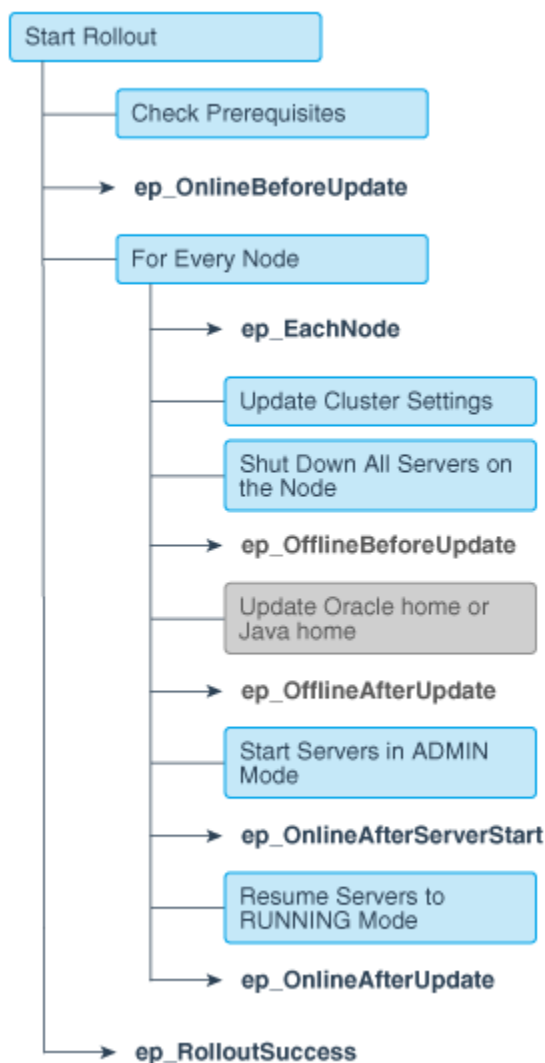 Start Rollout
Check Prerequisites
ep_OnlineBeforeUpdate
For Every Node
ep_EachNode
Update Cluster Settings
Shut Down All Servers on
the Node
ep_OfflineBeforeUpdate
Update Oracle home or
Java home
ep_OfflineAfterUpdate
Start Servers in ADMIN
Mode
ep_OnlineAfterServerStart
Resume Servers to
RUNNING Mode
ep_OnlineAfterUpdate
ep_RolloutSuccess